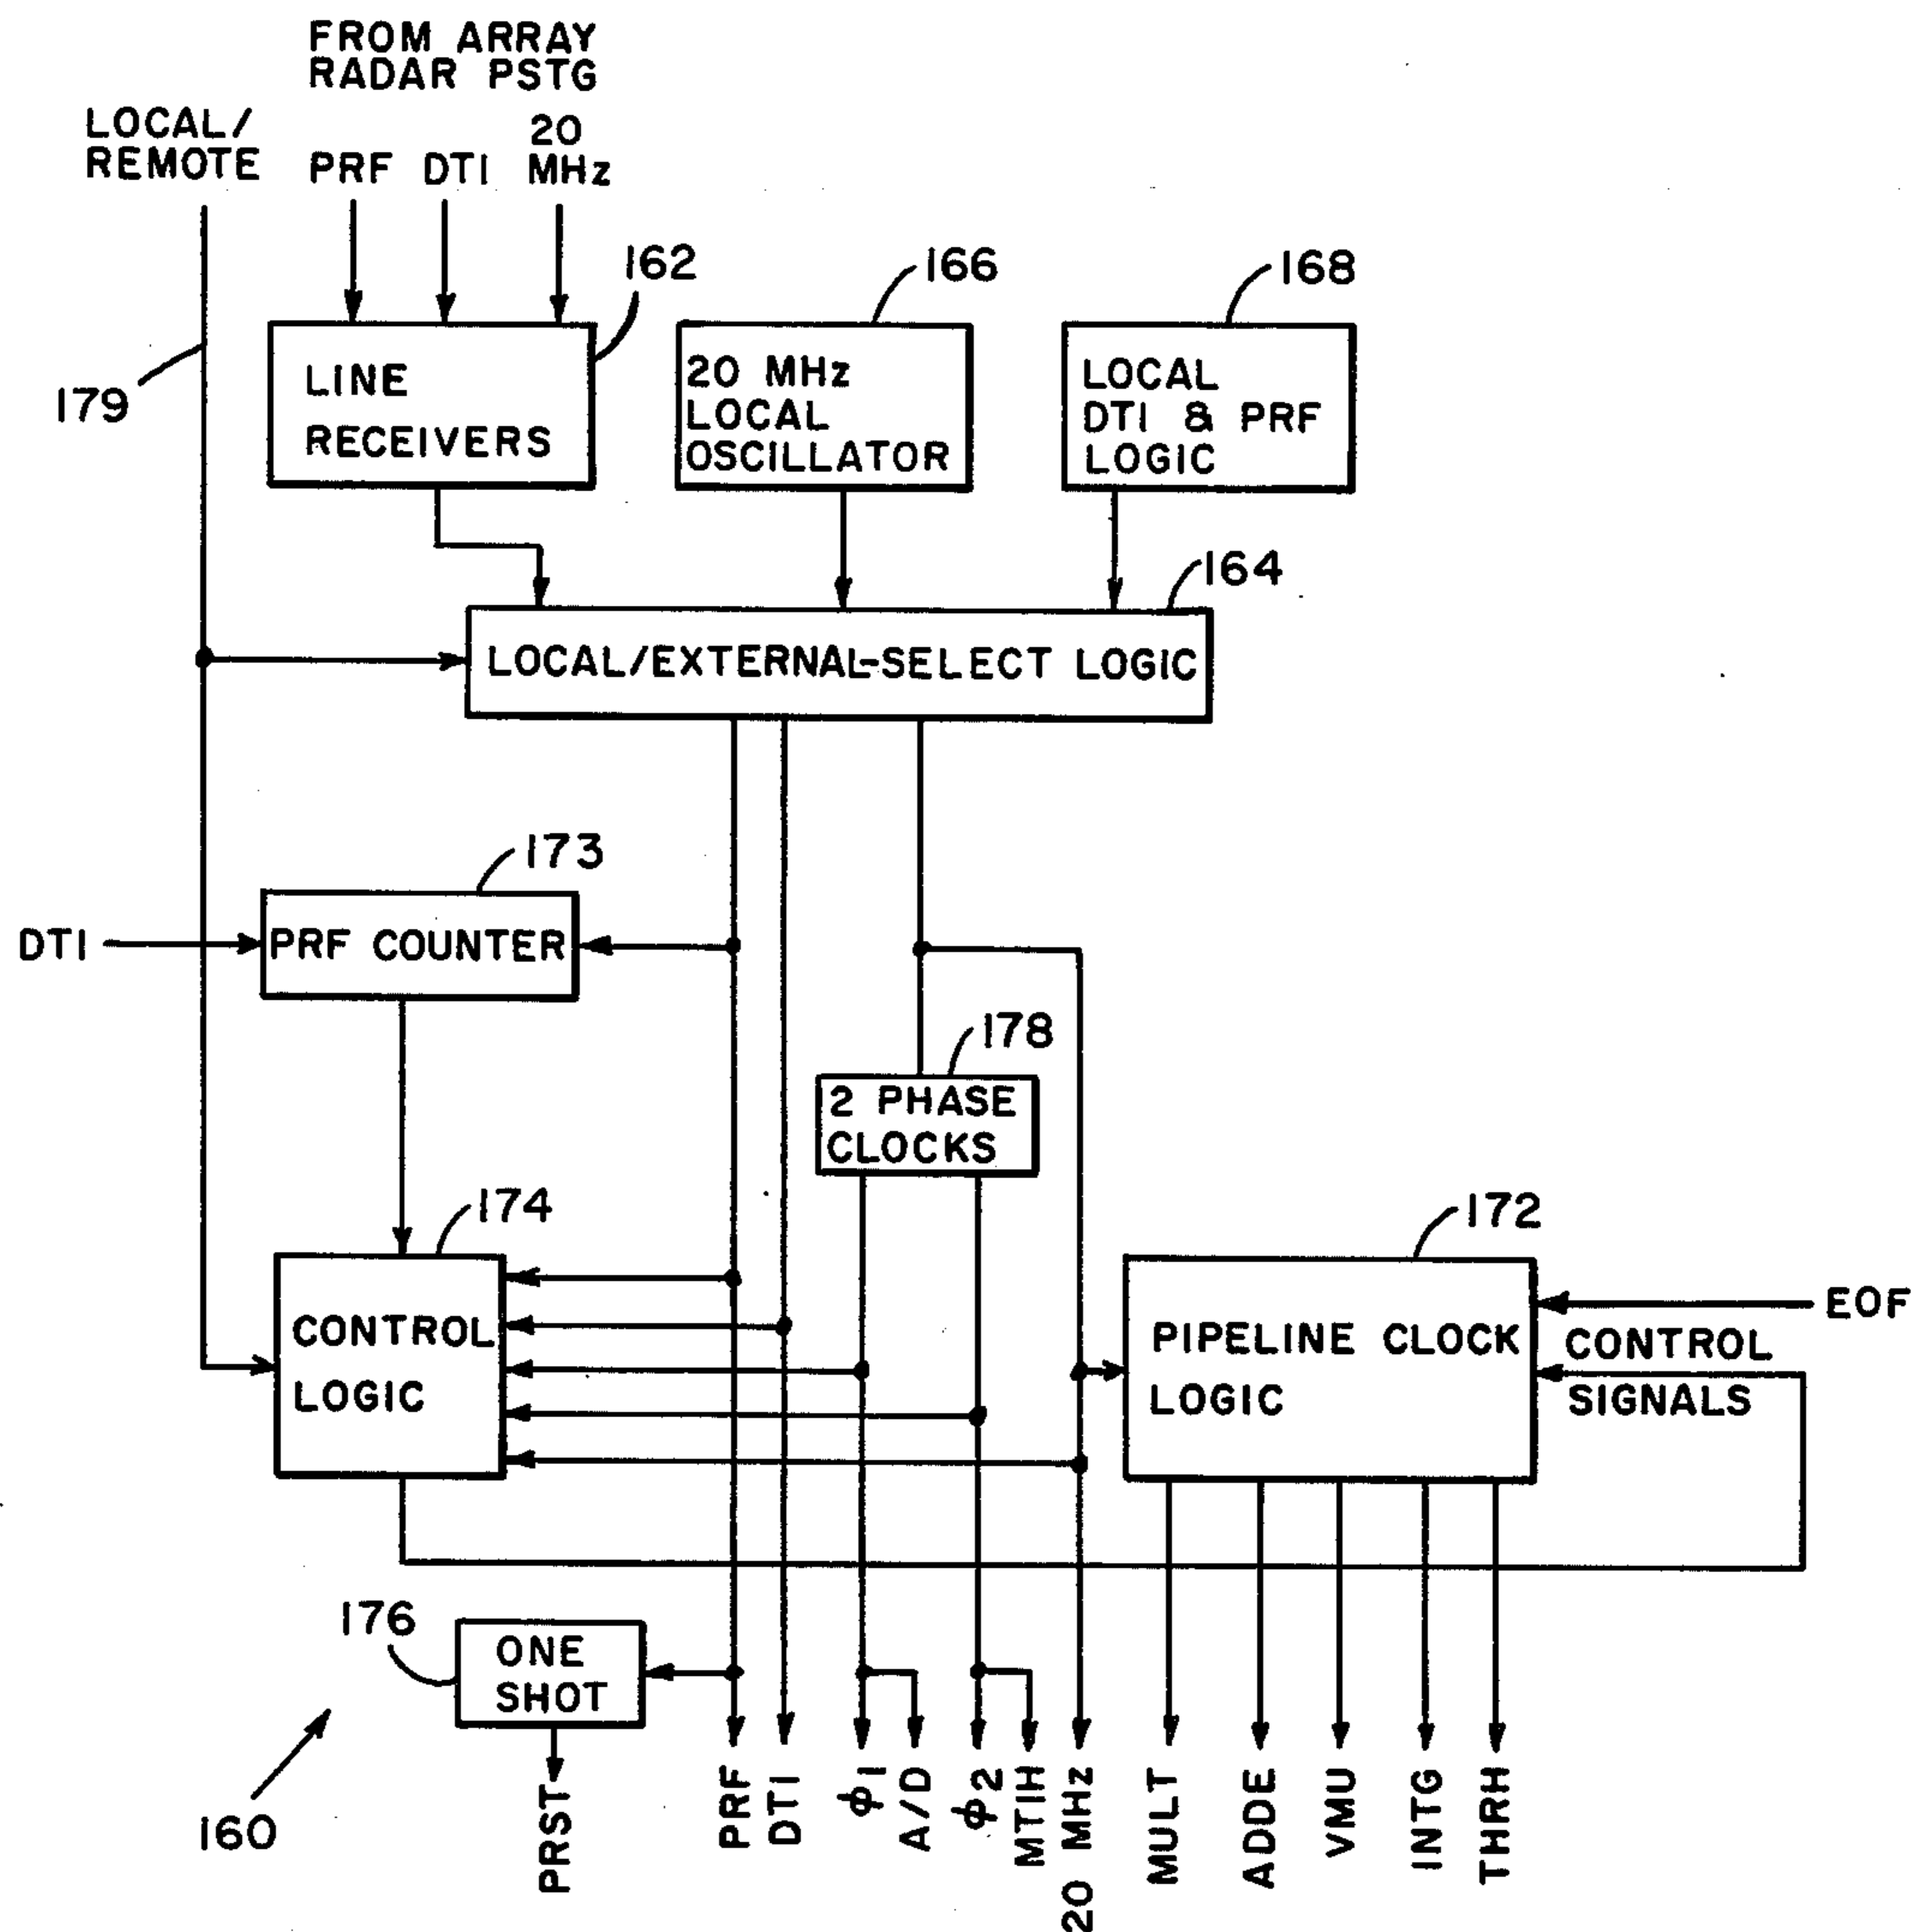 FROM ARRAY
RADAR PSTG
LOCAL/
REMOTE
PRF DTI 20
MHz
162
166
168
179
LINE
RECEIVERS
20 MHz
LOCAL
OSCILLATOR
LOCAL
DTI & PRF
LOGIC
164
LOCAL/EXTERNAL-SELECT LOGIC
173
DTI
PRF COUNTER
178
2 PHASE
CLOCKS
174
172
CONTROL
LOGIC
PIPELINE CLOCK
LOGIC
EOF
CONTROL
SIGNALS
176
ONE
SHOT
160
PRST
PRF
DTI
ϕ1
A/D
ϕ2
MTIH
20 MHz
MULT
ADDE
VMU
INTG
THRH